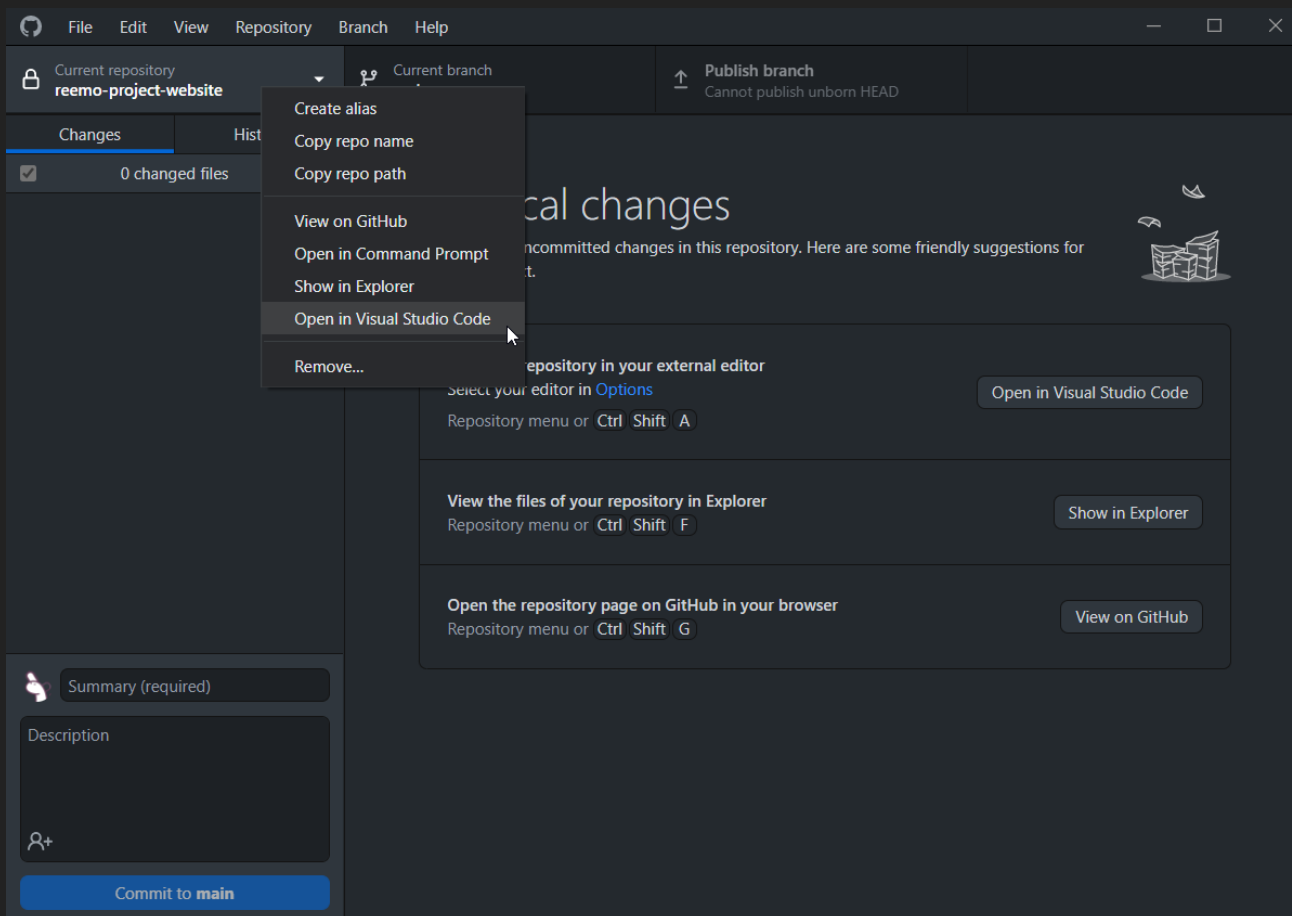 File Edit View Repository Branch Help
Current repository
reemo-project-website
Current branch
Publish branch
Cannot publish unborn HEAD
Changes
Hist
0 changed files
Create alias
Copy repo name
Copy repo path
View on GitHub
Open in Command Prompt
Show in Explorer
Open in Visual Studio Code
Remove...
cal changes
ncommitted changes in this repository. Here are some friendly suggestions for
t.
epository in your external editor
Select your editor in Options
Repository menu or Ctrl Shift A
Open in Visual Studio Code
View the files of your repository in Explorer
Repository menu or Ctrl Shift F
Show in Explorer
Open the repository page on GitHub in your browser
Repository menu or Ctrl Shift G
View on GitHub
Summary (required)
Description
Commit to main